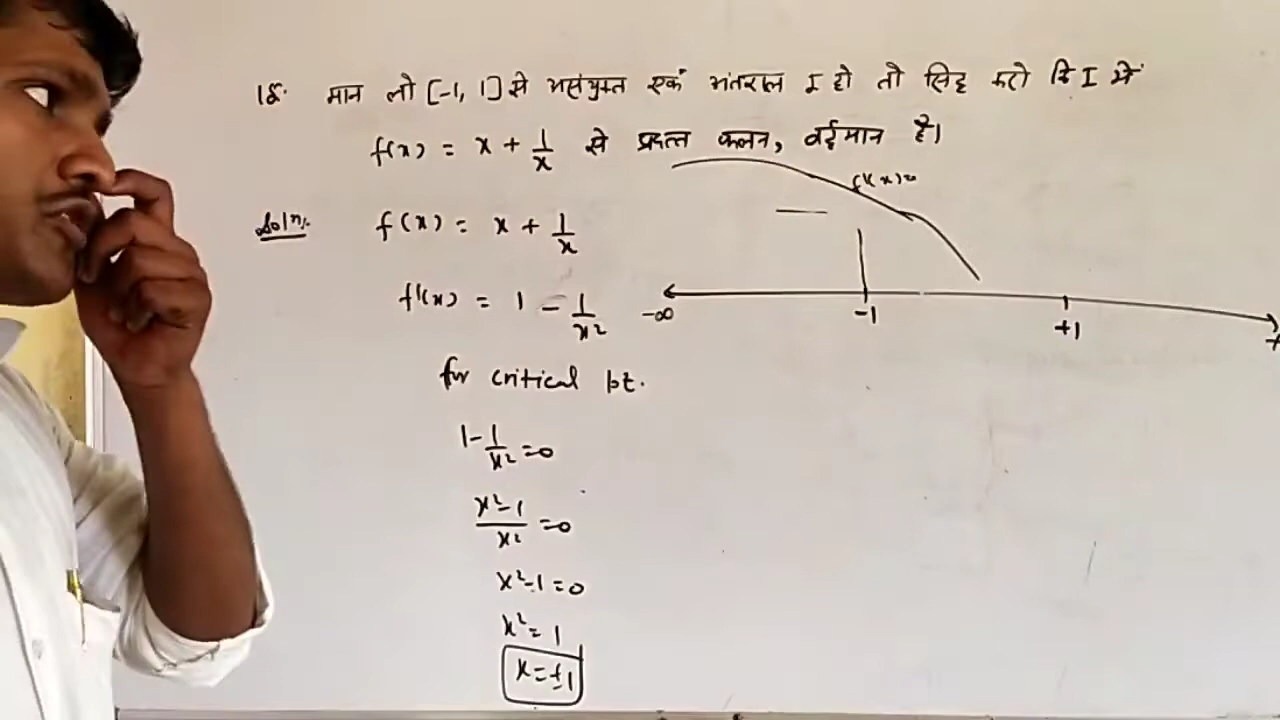 18. मान लो [-1, 1] से असंयुक्त एक अंतराल I हो तो सिद्ध करो कि I में
f(x) = x + 1/x से प्रदत्त फलन, वर्द्धमान है।
f'(x)=
Soln:
f(x) = x + 1/x
f'(x) = 1 - 1/x²
-∞ -1 +1
for critical pt.
1 - 1/x² = 0
x²-1/x² = 0
x²-1 = 0
x² = 1
x = ±1